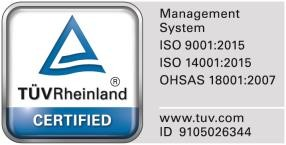 TÜVRheinland®
CERTIFIED
Management
System
ISO 9001:2015
ISO 14001:2015
OHSAS 18001:2007
www.tuv.com
ID 9105026344